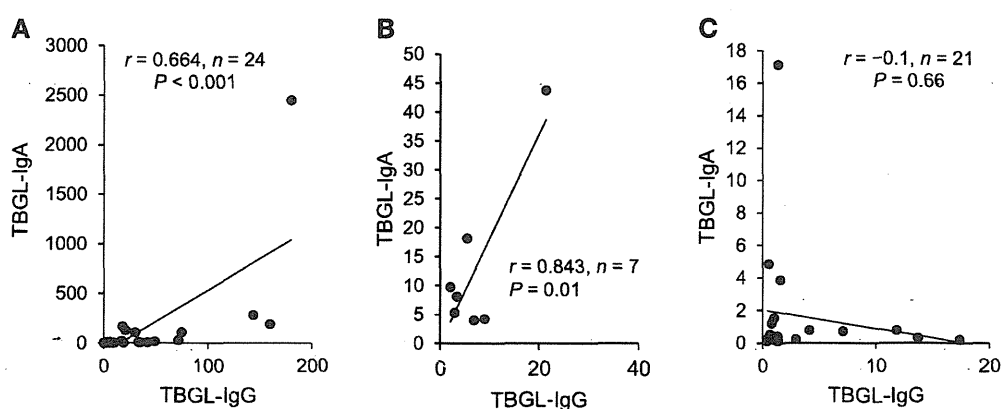 A
3000
2500
2000
1500
1000
500
0
0 100 200
TBGL-IgA
TBGL-IgG
r = 0.664, n = 24
P < 0.001
B
50
45
40
35
30
25
20
15
10
5
0
0 20 40
TBGL-IgA
TBGL-IgG
r = 0.843, n = 7
P = 0.01
C
18
16
14
12
10
8
6
4
2
0
0 10 20
TBGL-IgA
TBGL-IgG
r = −0.1, n = 21
P = 0.66